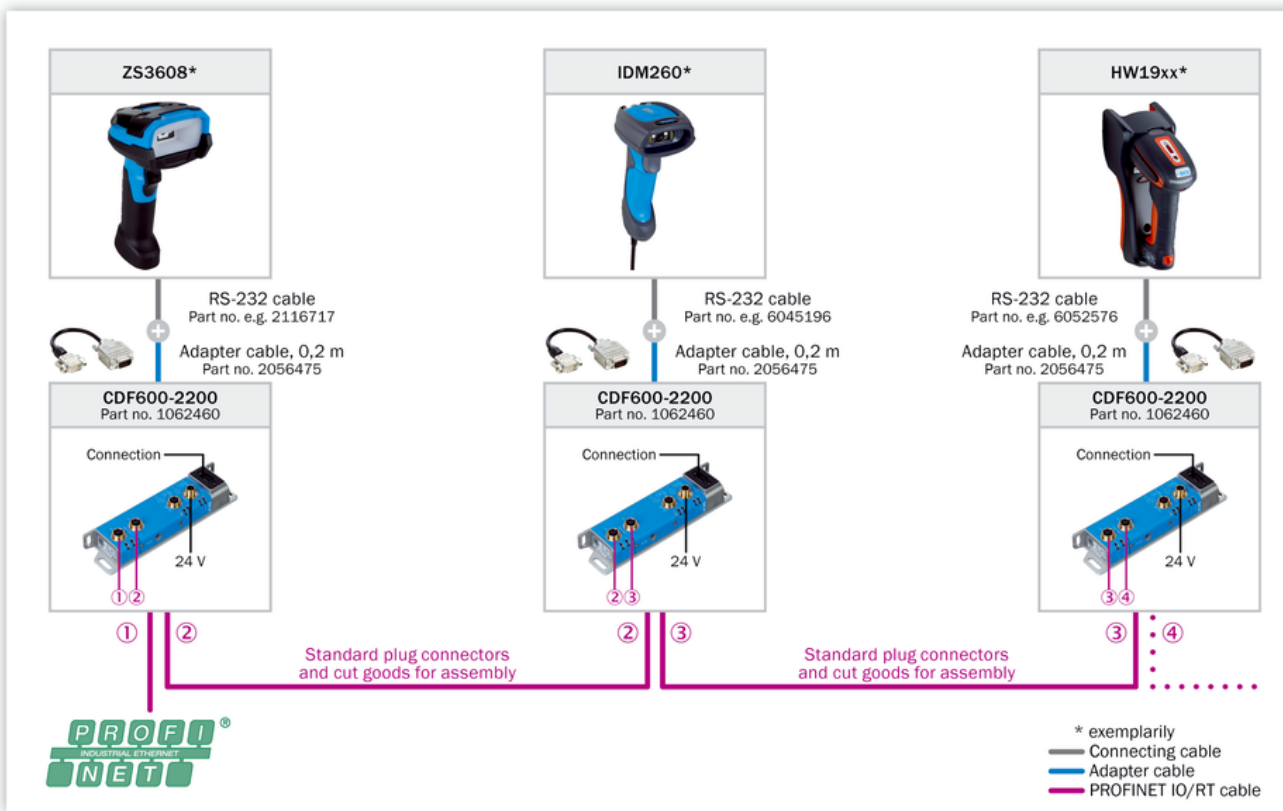 ZS3608*
RS-232 cable
Part no. e.g. 2116717
Adapter cable, 0,2 m
Part no. 2056475
CDF600-2200
Part no. 1062460
Connection
24 V
①②
① ②
IDM260*
RS-232 cable
Part no. e.g. 6045196
Adapter cable, 0,2 m
Part no. 2056475
CDF600-2200
Part no. 1062460
Connection
24 V
②③
② ③
HW19xx*
RS-232 cable
Part no. e.g. 6052576
Adapter cable, 0,2 m
Part no. 2056475
CDF600-2200
Part no. 1062460
Connection
24 V
③④
③ ④
Standard plug connectors
and cut goods for assembly
Standard plug connectors
and cut goods for assembly
PROFI®
INDUSTRIAL ETHERNET
NET
* exemplarily
Connecting cable
Adapter cable
PROFINET IO/RT cable